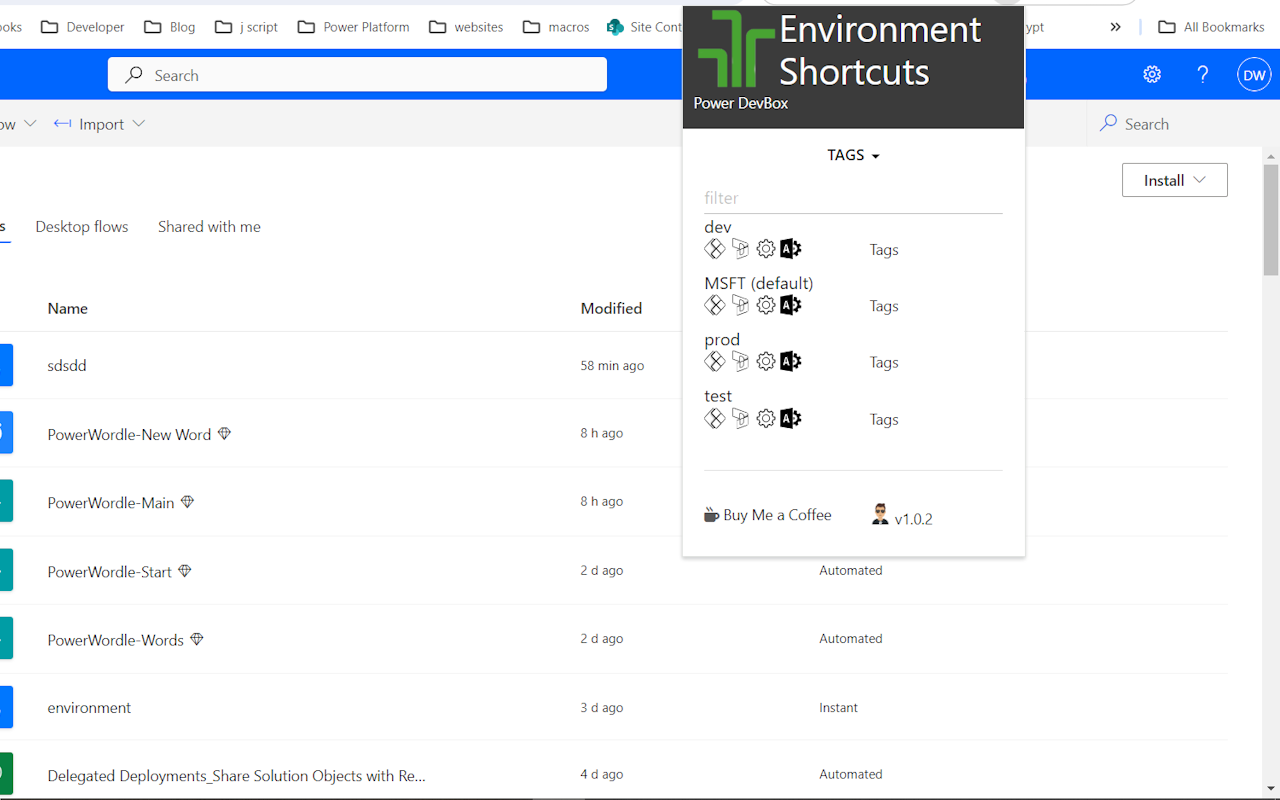 Developer
Blog
j script
Power Platform
websites
macros
Site Cont
All Bookmarks
Environment
Shortcuts
Power DevBox
Search
DW
Import
Search
TAGS
Install
filter
Desktop flows
Shared with me
dev
Tags
MSFT (default)
Tags
prod
Tags
test
Tags
Buy Me a Coffee
v1.0.2
Name
Modified
sdsdd
58 min ago
PowerWordle-New Word
8 h ago
PowerWordle-Main
8 h ago
PowerWordle-Start
2 d ago
Automated
PowerWordle-Words
2 d ago
Automated
environment
3 d ago
Instant
Delegated Deployments_Share Solution Objects with Re...
4 d ago
Automated